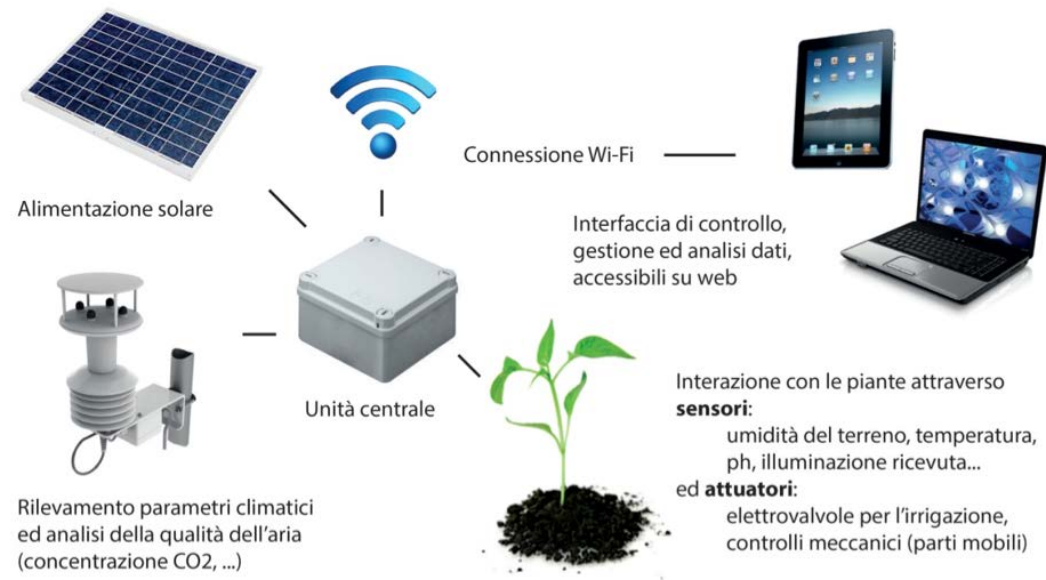 Alimentazione solare
Connessione Wi-Fi
Interfaccia di controllo,
gestione ed analisi dati,
accessibili su web
Unità centrale
Rilevamento parametri climatici
ed analisi della qualità dell'aria
(concentrazione CO2, ...)
Interazione con le piante attraverso
sensori:
umidità del terreno, temperatura,
ph, illuminazione ricevuta...
ed attuatori:
elettrovalvole per l'irrigazione,
controlli meccanici (parti mobili)